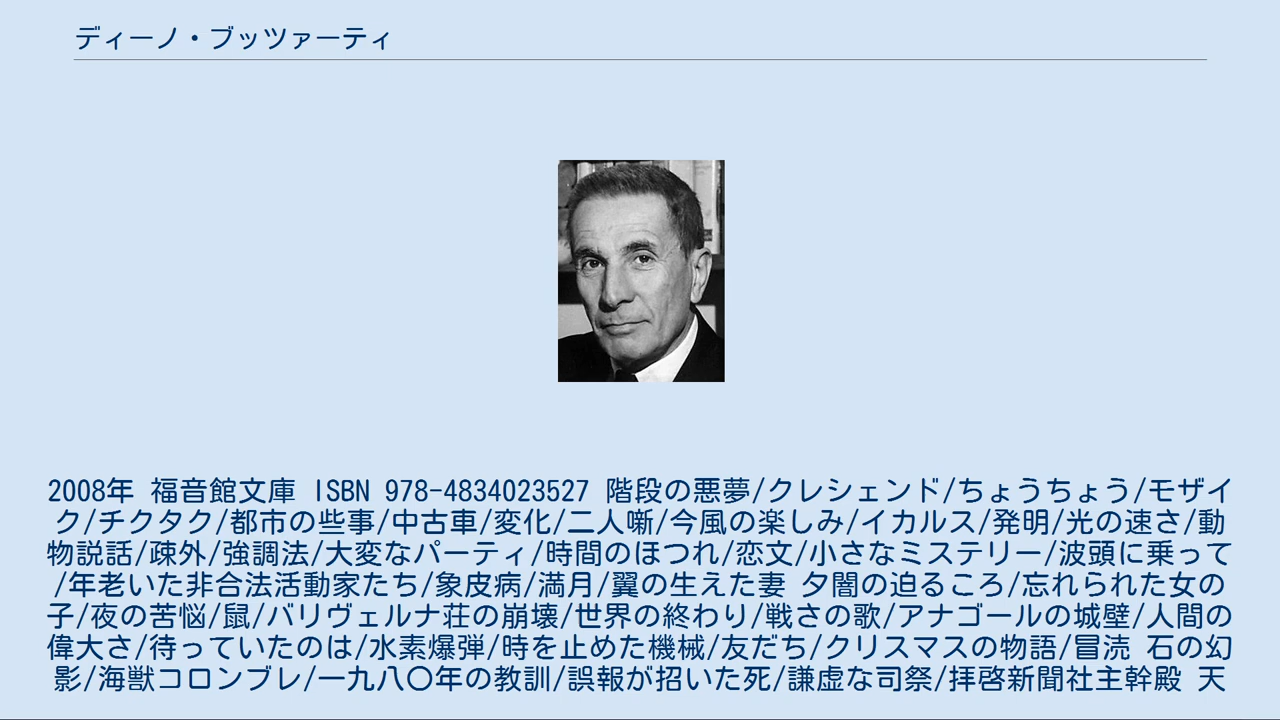 ディーノ・ブッツァーティ
2008年 福音館文庫 ISBN 978-4834023527 階段の悪夢/クレシェンド/ちょうちょう/モザイ
ク/チクタク/都市の些事/中古車/変化/二人噺/今風の楽しみ/イカルス/発明/光の速さ/動
物説話/疎外/強調法/大変なパーティ/時間のほつれ/恋文/小さなミステリー/波頭に乗って
/年老いた非合法活動家たち/象皮病/満月/翼の生えた妻 夕闇の迫るころ/忘れられた女の
子/夜の苦悩/鼠/バリヴェルナ荘の崩壊/世界の終わり/戦さの歌/アナゴールの城壁/人間の
偉大さ/待っていたのは/水素爆弾/時を止めた機械/友だち/クリスマスの物語/冒涜 石の幻
影/海獣コロンブレ/一九八〇年の教訓/誤報が招いた死/謙虚な司祭/拝啓新聞社主幹殿 天